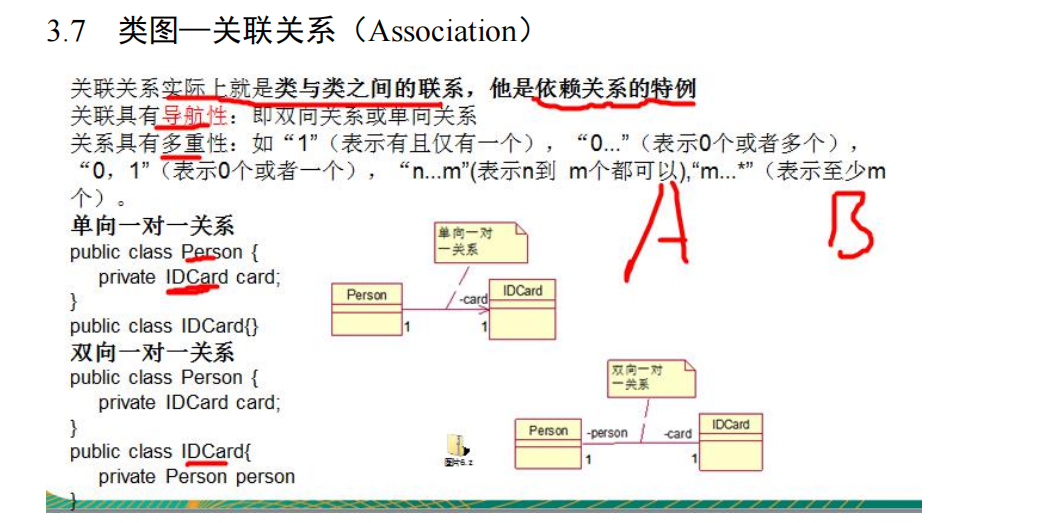 3.7 类图—关联关系（Association）
关联关系实际上就是类与类之间的联系，他是依赖关系的特例
关联具有导航性：即双向关系或单向关系
关系具有多重性：如“1”（表示有且仅有一个），“0...”（表示0个或者多个），
“0，1”（表示0个或者一个），“n...m”(表示n到 m个都可以),“m...*”（表示至少m
个）。
A B
单向一对一关系
public class Person {
private IDCard card;
}
public class IDCard{}
单向一对
一关系
Person
-card
IDCard
1
1
双向一对一关系
public class Person {
private IDCard card;
}
public class IDCard{
private Person person
}
双向一对
一关系
Person
-person
-card
IDCard
1
1
图片6.z